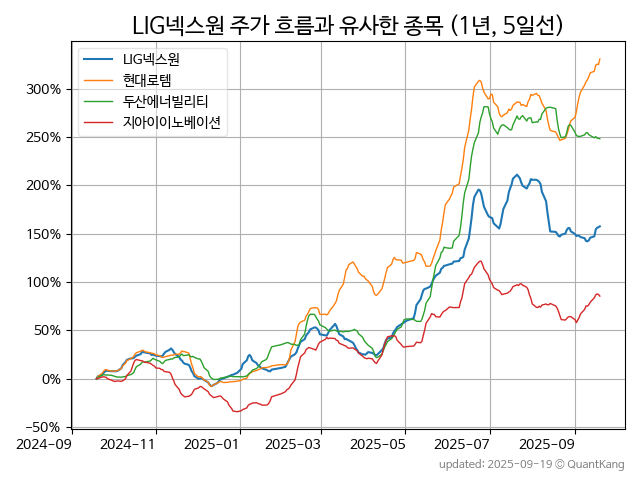 LIG넥스원 주가 흐름과 유사한 종목 (1년, 5일선)
LIG넥스원
현대로템
두산에너빌리티
지아이이노베이션
300%
250%
200%
150%
100%
50%
0%
−50%
2024-09
2024-11
2025-01
2025-03
2025-05
2025-07
2025-09
updated: 2025-09-19 © QuantKang